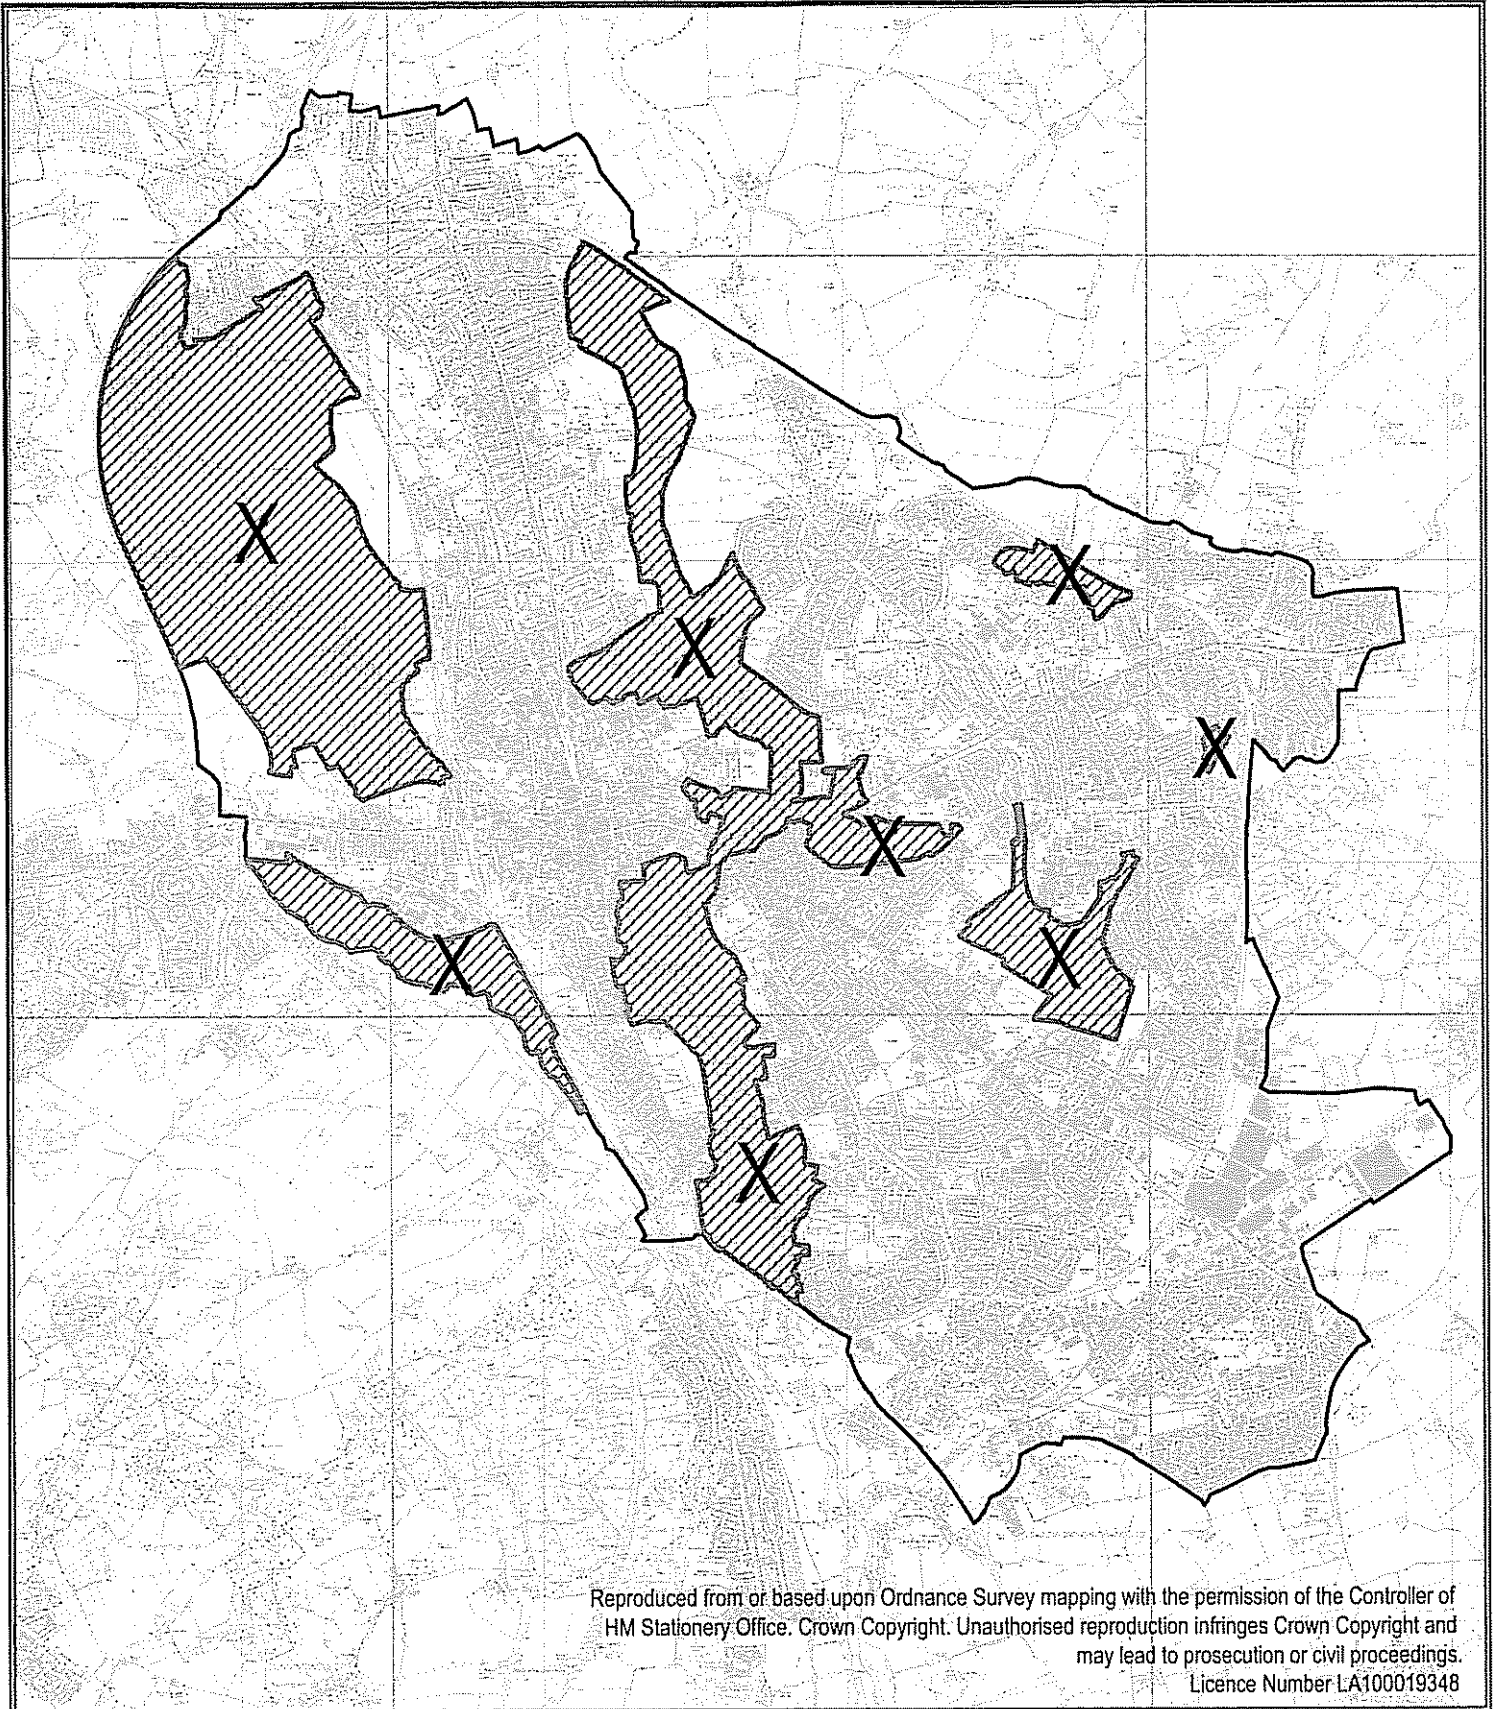 X
X
X
X
X
X
X
X
Reproduced from or based upon Ordnance Survey mapping with the permission of the Controller of
HM Stationery Office. Crown Copyright. Unauthorised reproduction infringes Crown Copyright and
may lead to prosecution or civil proceedings.
Licence Number LA100019348